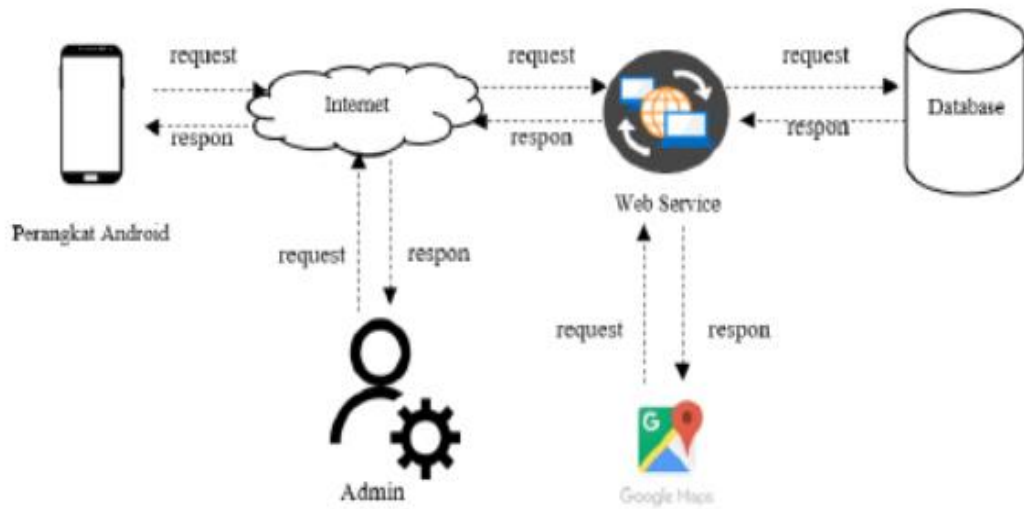 request
request
request
Internet
Database
respon
respon
respon
Web Service
Perangkat Android
request
respon
request
respon
G
Admin
Google Maps